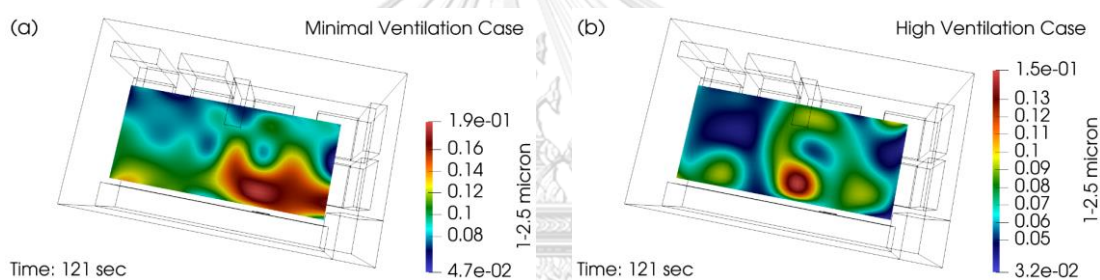 (a)
Minimal Ventilation Case
1.9e-01
0.16
0.14
0.12
0.1
0.08
4.7e-02
1-2.5 micron
Time: 121 sec
(b)
High Ventilation Case
1.5e-01
0.13
0.12
0.11
0.1
0.09
0.08
0.07
0.06
0.05
3.2e-02
1-2.5 micron
Time: 121 sec